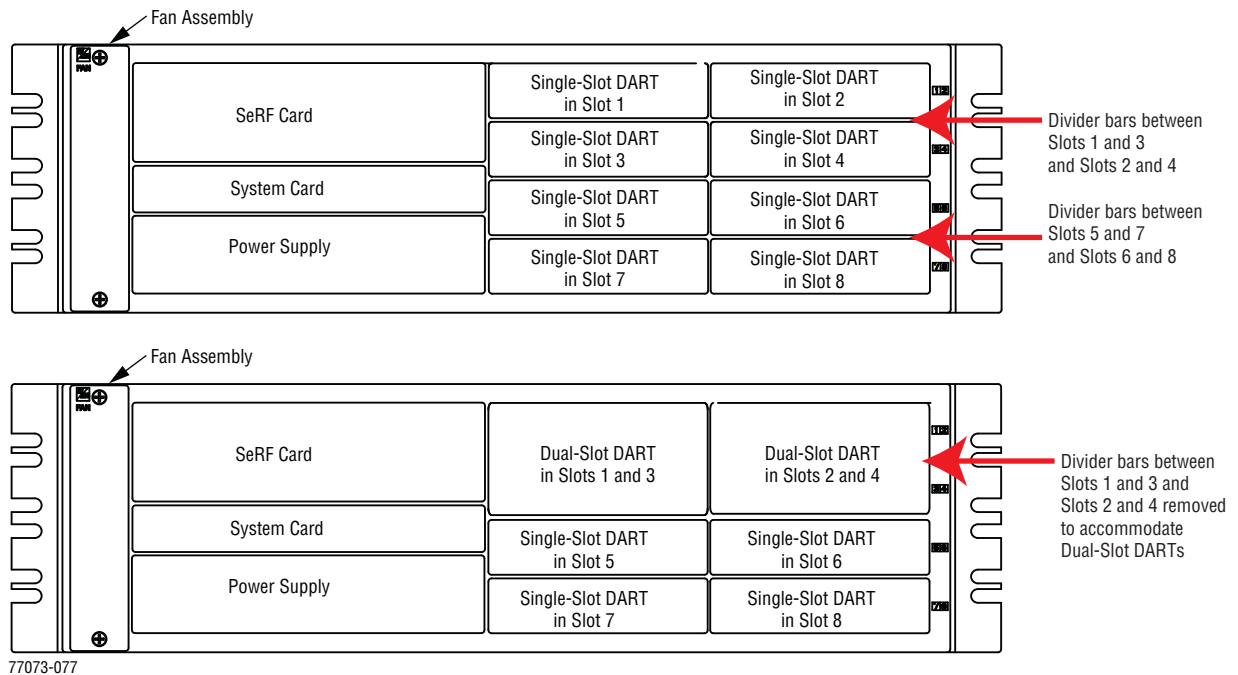 Fan Assembly
FAN
SeRF Card
System Card
Power Supply
Single-Slot DART
in Slot 1
Single-Slot DART
in Slot 2
Single-Slot DART
in Slot 3
Single-Slot DART
in Slot 4
Single-Slot DART
in Slot 5
Single-Slot DART
in Slot 6
Single-Slot DART
in Slot 7
Single-Slot DART
in Slot 8
Divider bars between
Slots 1 and 3
and Slots 2 and 4
Divider bars between
Slots 5 and 7
and Slots 6 and 8
Fan Assembly
FAN
SeRF Card
System Card
Power Supply
Dual-Slot DART
in Slots 1 and 3
Dual-Slot DART
in Slots 2 and 4
Single-Slot DART
in Slot 5
Single-Slot DART
in Slot 6
Single-Slot DART
in Slot 7
Single-Slot DART
in Slot 8
Divider bars between
Slots 1 and 3 and
Slots 2 and 4 removed
to accommodate
Dual-Slot DARTs
77073-077